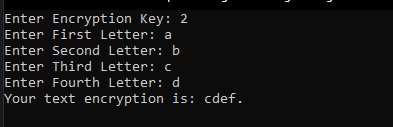 Enter Encryption Key: 2
Enter First Letter: a
Enter Second Letter: b
Enter Third Letter: c
Enter Fourth Letter: d
Your text encryption is: cdef.